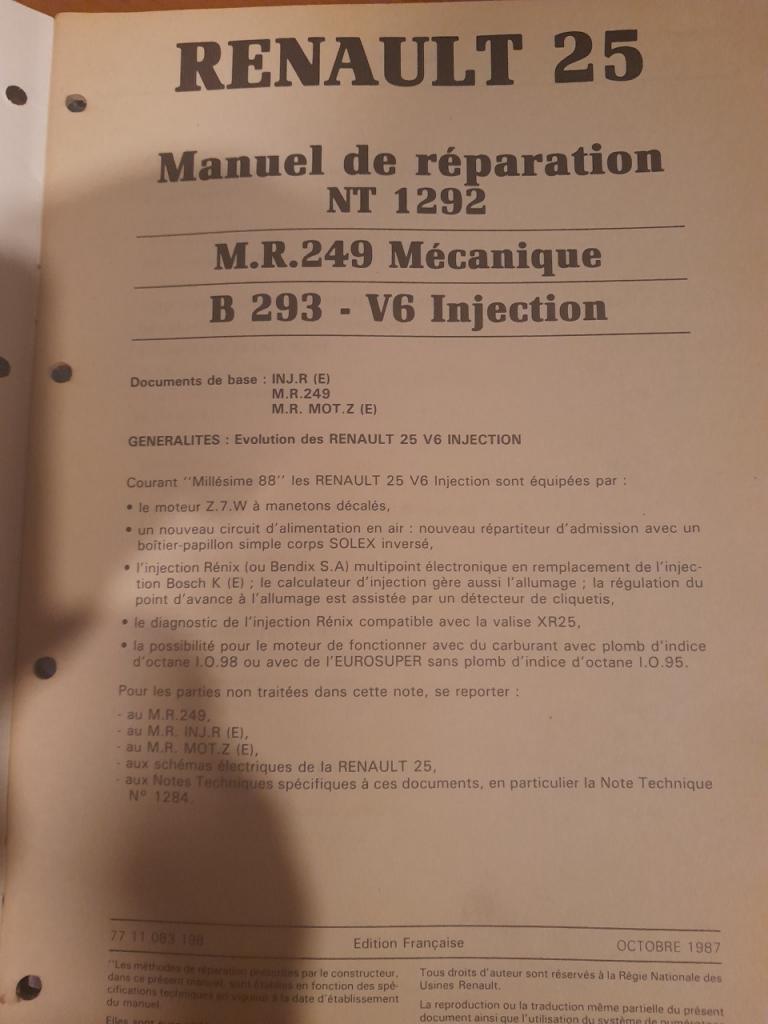 RENAULT 25
Manuel de réparation
NT 1292
M.R.249 Mécanique
B 293 - V6 Injection
Documents de base : INJ.R (E)
M.R.249
M.R. MOT.Z (E)
GENERALITES : Evolution des RENAULT 25 V6 INJECTION
Courant "Millésime 88" les RENAULT 25 V6 Injection sont équipées par :
• le moteur Z.7.W à manetons décalés,
• un nouveau circuit d'alimentation en air : nouveau répartiteur d'admission avec un
boîtier-papillon simple corps SOLEX inversé,
• l'injection Rénix (ou Bendix S.A) multipoint électronique en remplacement de l'injec-
tion Bosch K (E) ; le calculateur d'injection gère aussi l'allumage ; la régulation du
point d'avance à l'allumage est assistée par un détecteur de cliquetis,
• le diagnostic de l'injection Rénix compatible avec la valise XR25,
• la possibilité pour le moteur de fonctionner avec du carburant avec plomb d'indice
d'octane I.O.98 ou avec de l'EUROSUPER sans plomb d'indice d'octane I.O.95.
Pour les parties non traitées dans cette note, se reporter :
- au M.R.249,
- au M.R. INJ.R (E),
- au M.R. MOT.Z (E),
- aux schémas électriques de la RENAULT 25,
- aux Notes Techniques spécifiques à ces documents, en particulier la Note Technique
N° 1284.
77 11 083 198
Edition Française
OCTOBRE 1987
"Les méthodes de réparation prescrites par le constructeur,
dans ce présent manuel, sont établies en fonction des spé-
cifications techniques en vigueur à la date d'établissement
du manuel.
Elles sont
Tous droits d'auteur sont réservés à la Régie Nationale des
Usines Renault.
La reproduction ou la traduction même partielle du présent
document ainsi que l'utilisation du système de